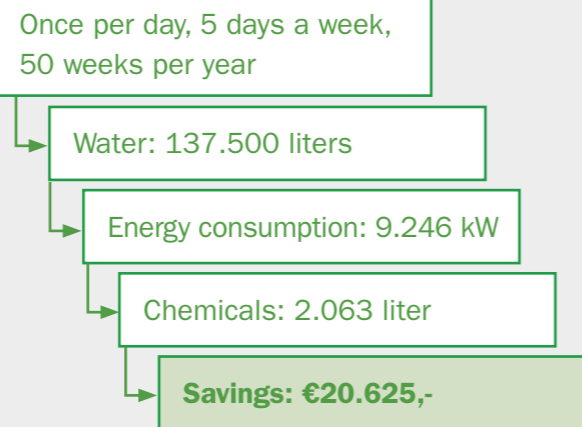 Once per day, 5 days a week,
50 weeks per year
Water: 137.500 liters
Energy consumption: 9.246 kW
Chemicals: 2.063 liter
Savings: €20.625,-